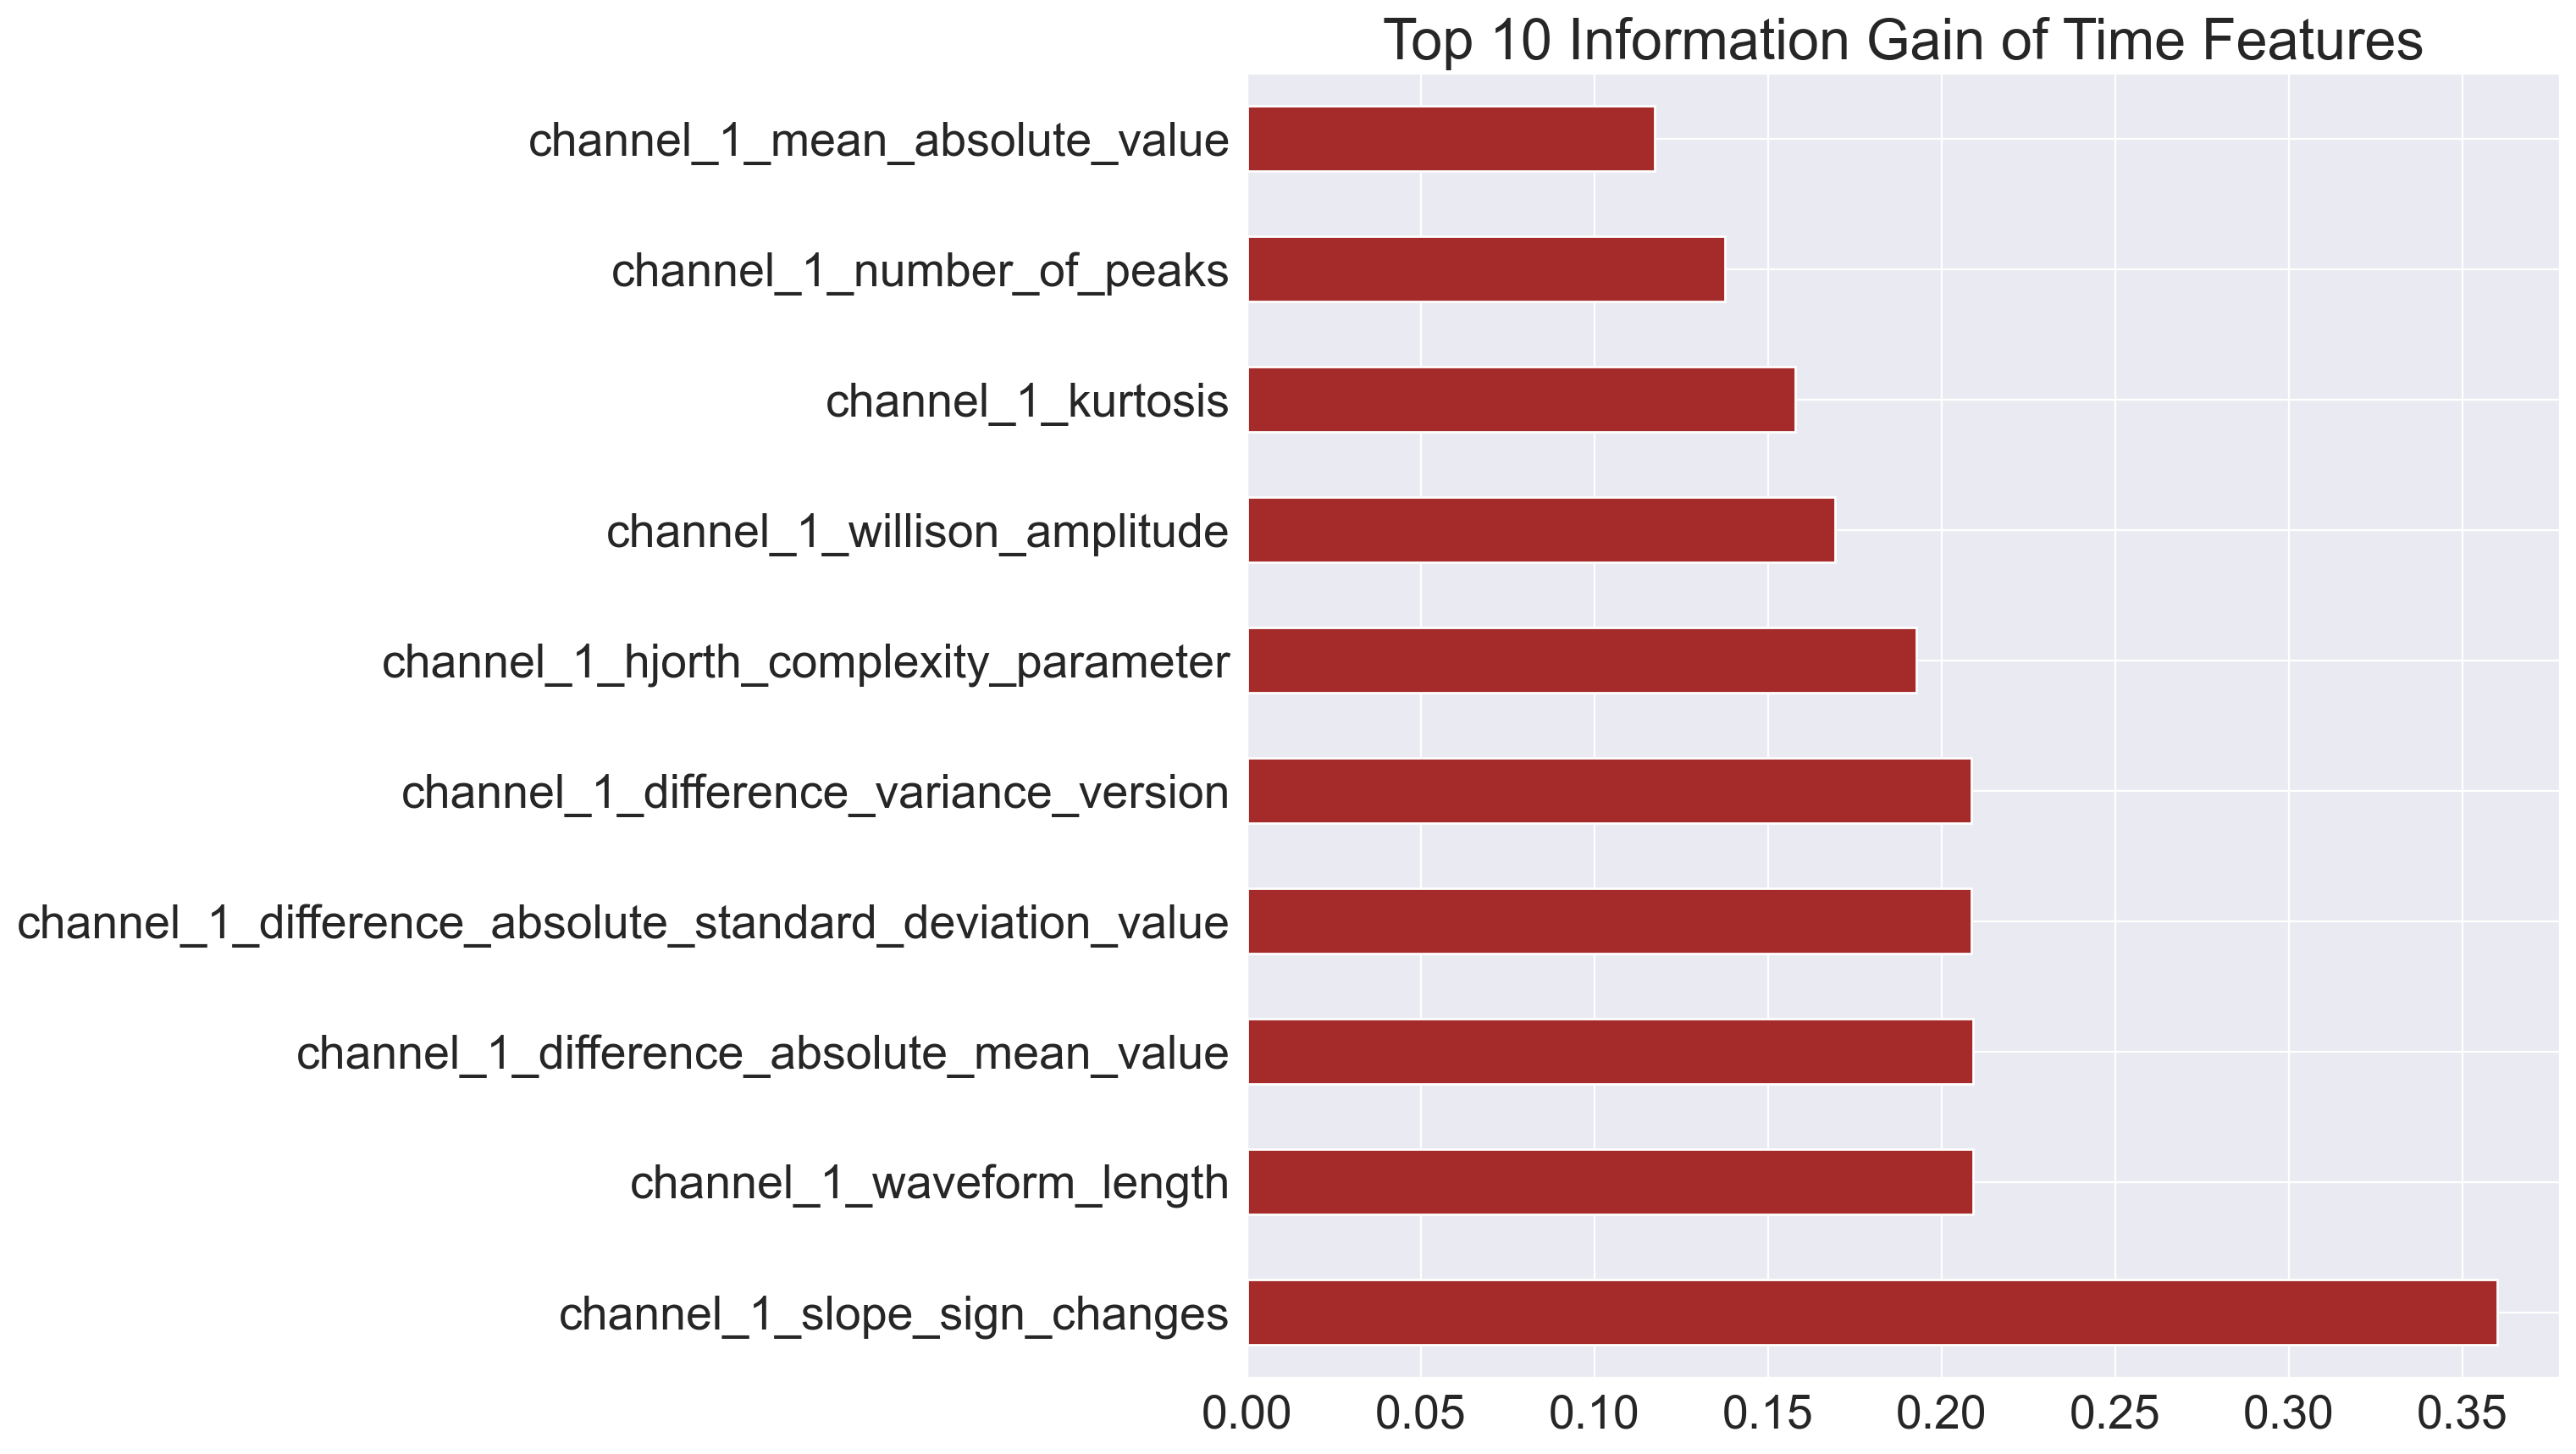 Top 10 Information Gain of Time Features
channel_1_mean_absolute_value
channel_1_number_of_peaks
channel_1_kurtosis
channel_1_willison_amplitude
channel_1_hjorth_complexity_parameter
channel_1_difference_variance_version
channel_1_difference_absolute_standard_deviation_value
channel_1_difference_absolute_mean_value
channel_1_waveform_length
channel_1_slope_sign_changes
0.00 0.05 0.10 0.15 0.20 0.25 0.30 0.35